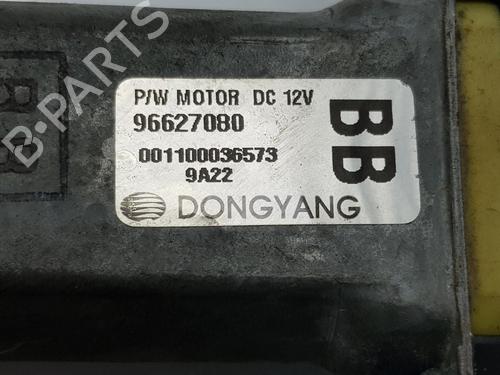 P/W MOTOR DC 12V
96627080
001100036573
9A22
DONGYANG
BB
B-PARTS